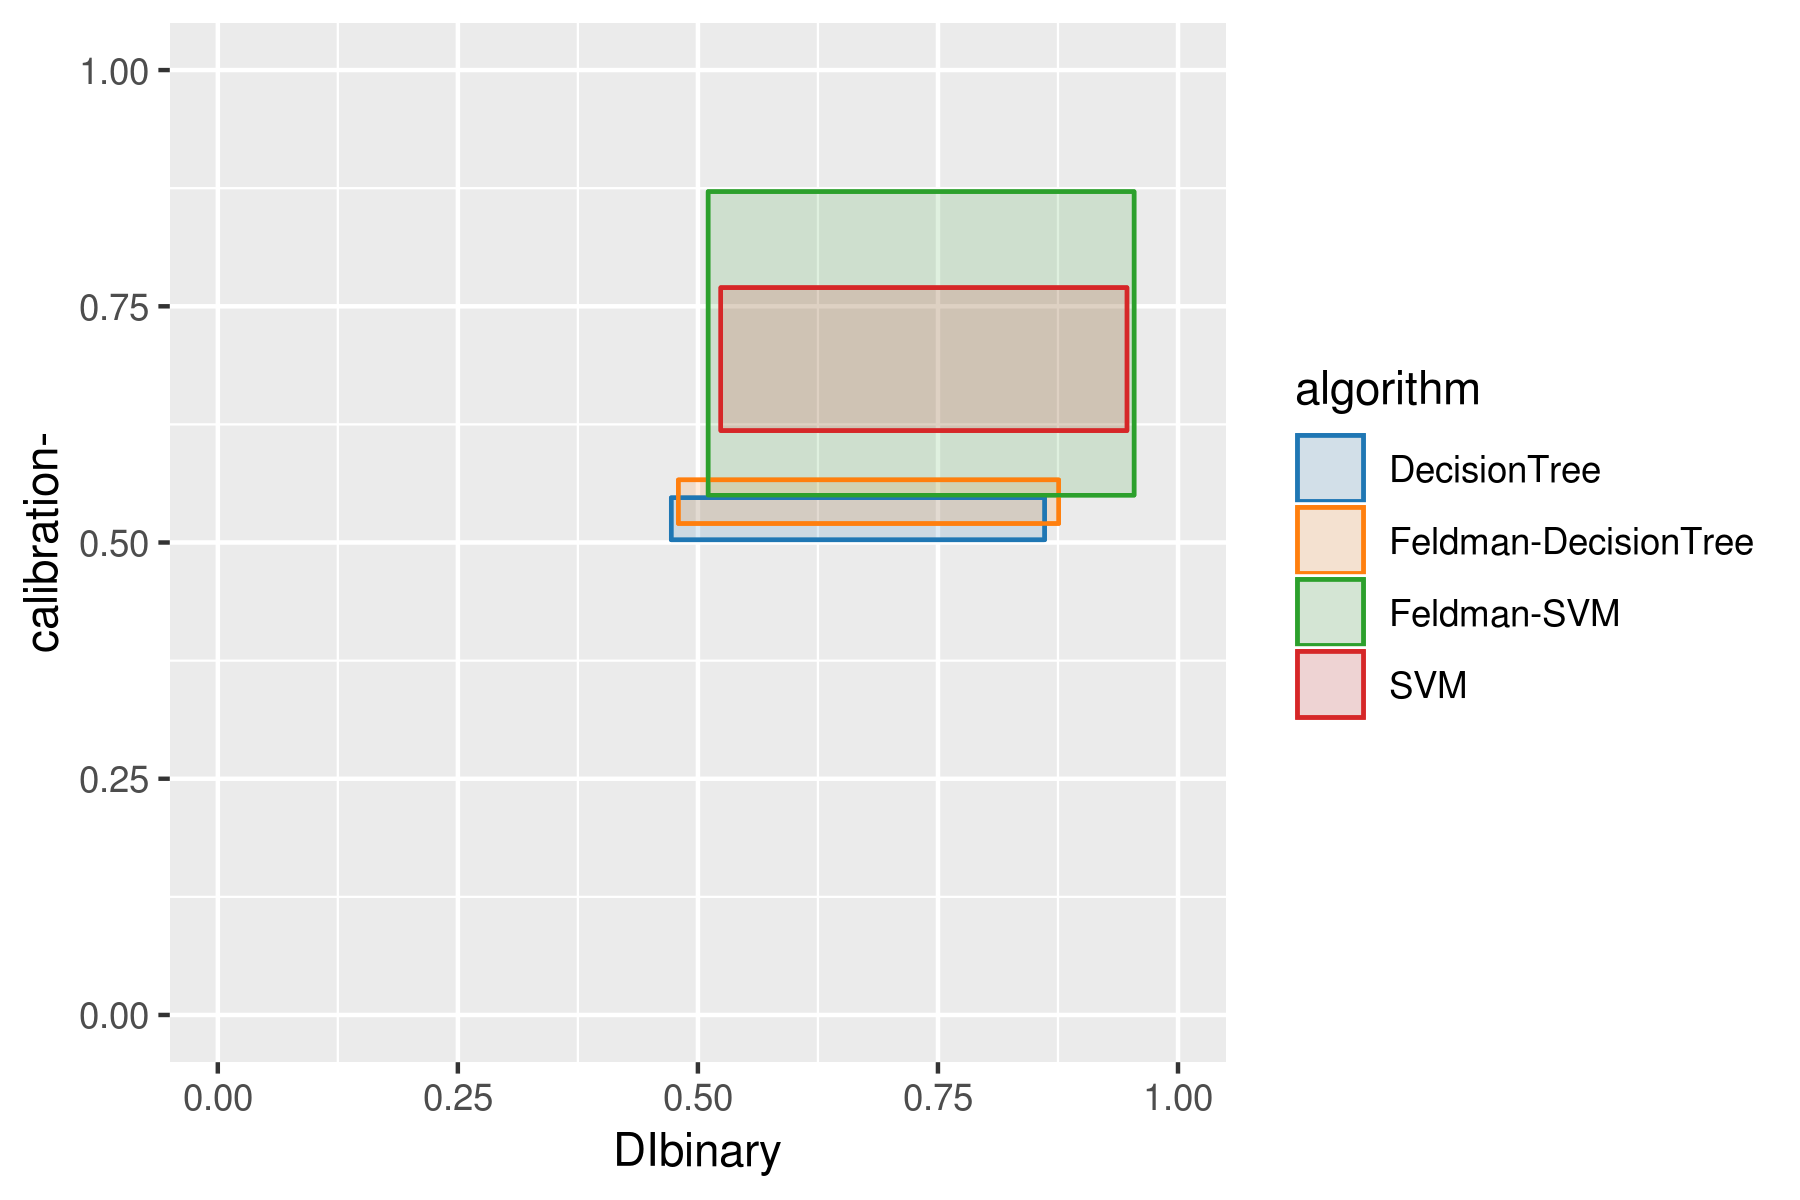 1.00
0.75
0.50
0.25
0.00
calibration-
0.00 0.25 0.50 0.75 1.00
DIbinary
algorithm
DecisionTree
Feldman-DecisionTree
Feldman-SVM
SVM